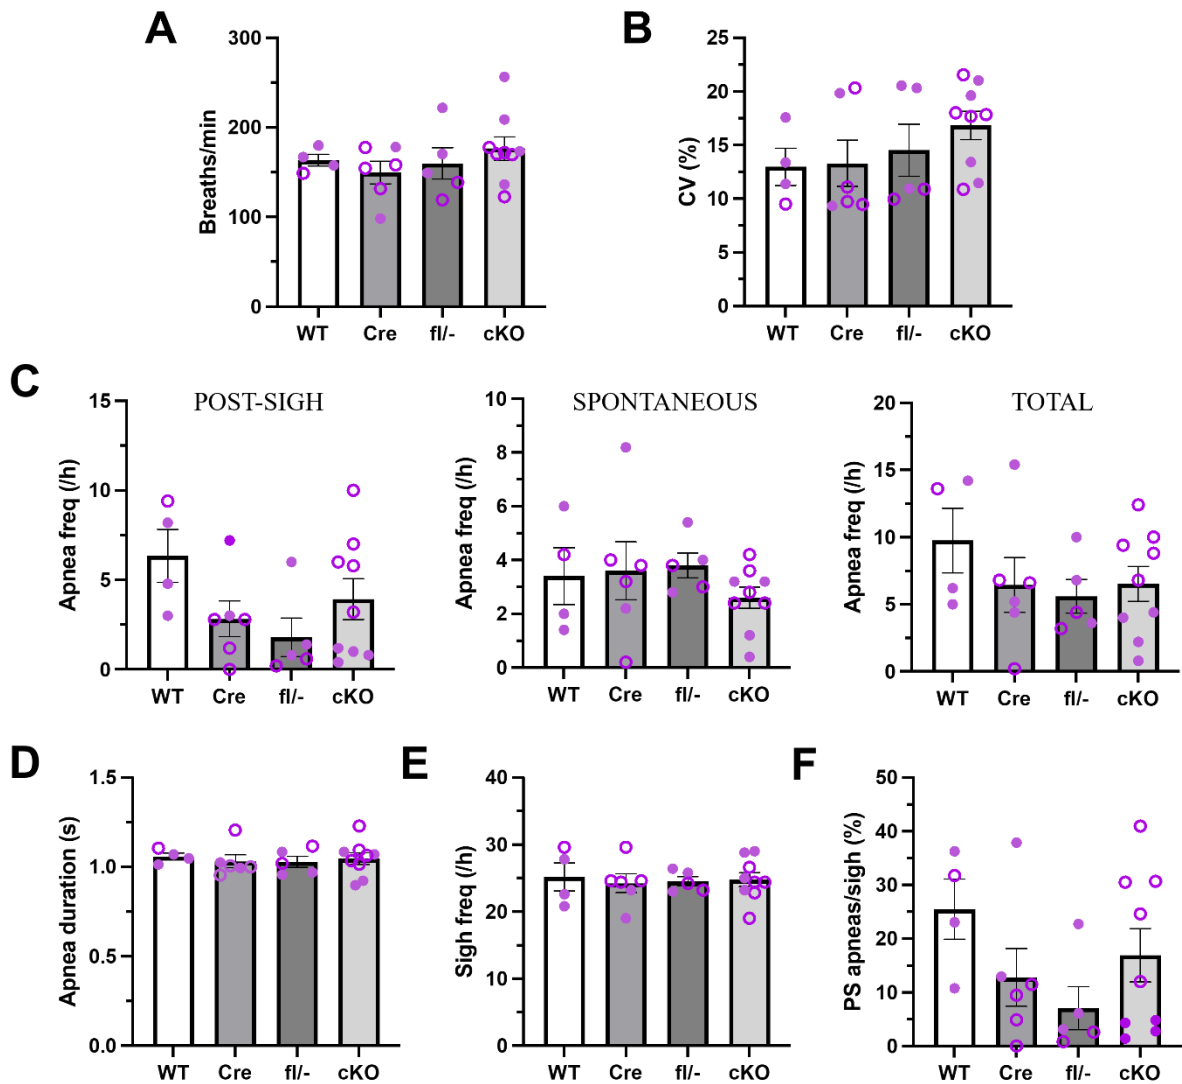 A
B
300
200
100
0
Breaths/min
WT Cre fl/- cKO
25
20
15
10
5
0
CV (%)
WT Cre fl/- cKO
C
POST-SIGH
15
10
5
0
Apnea freq (/h)
WT Cre fl/- cKO
SPONTANEOUS
10
8
6
4
2
0
Apnea freq (/h)
WT Cre fl/- cKO
TOTAL
20
15
10
5
0
Apnea freq (/h)
WT Cre fl/- cKO
D
1.5
1.0
0.5
0.0
Apnea duration (s)
WT Cre fl/- cKO
E
40
30
20
10
0
Sigh freq (/h)
WT Cre fl/- cKO
F
50
40
30
20
10
0
PS apneas/sigh (%)
WT Cre fl/- cKO